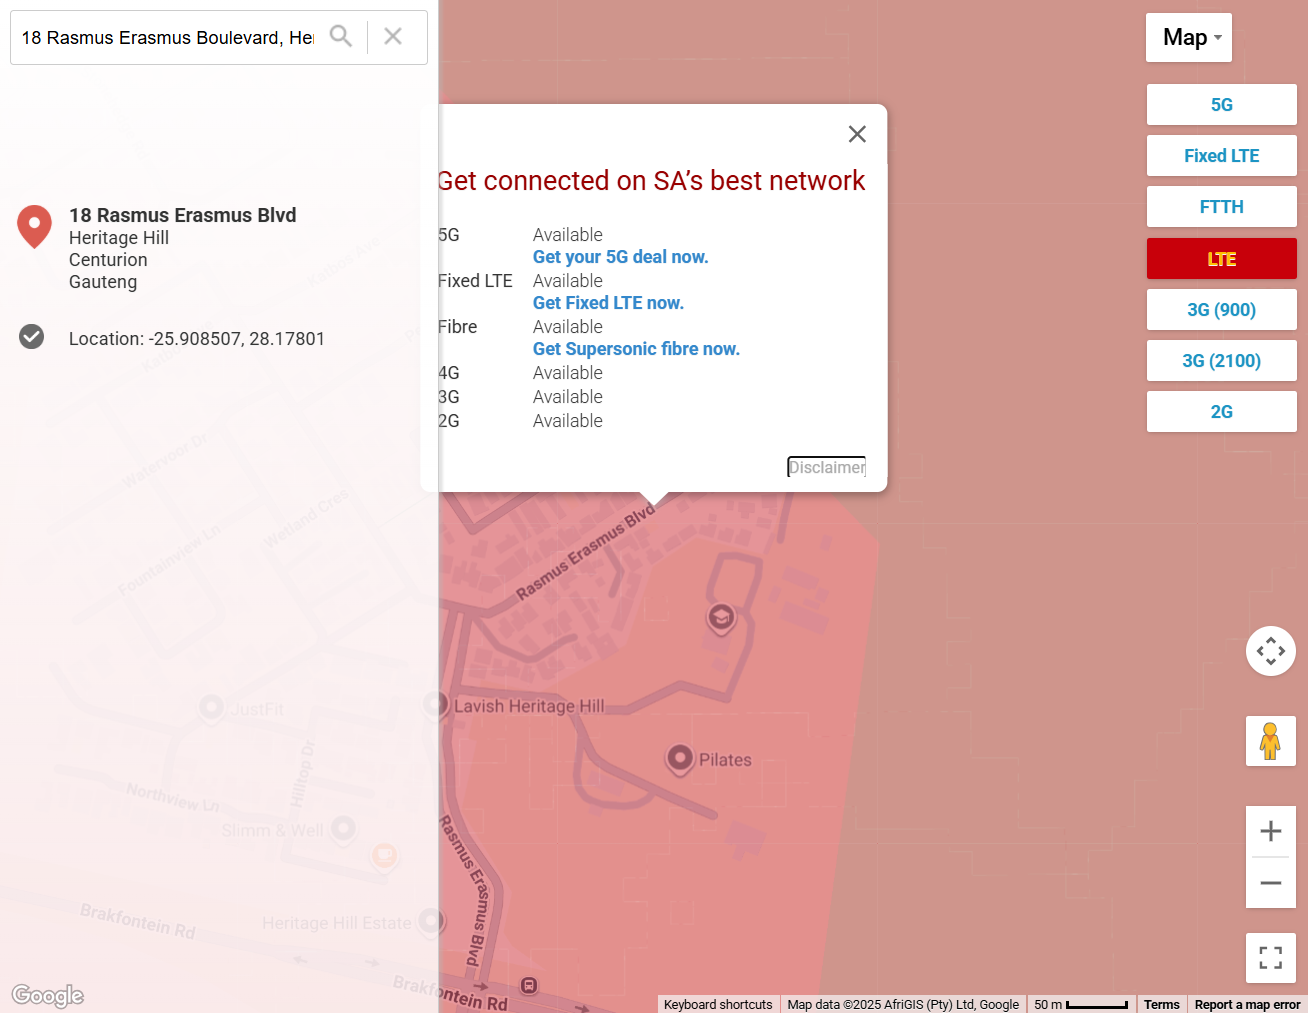 18 Rasmus Erasmus Boulevard, He
18 Rasmus Erasmus Blvd
Heritage Hill
Centurion
Gauteng
Location: -25.908507, 28.17801
Get connected on SA's best network
5G Available
Get your 5G deal now.
Fixed LTE Available
Get Fixed LTE now.
Fibre Available
Get Supersonic fibre now.
4G Available
3G Available
2G Available
Disclaimer
Map
5G
Fixed LTE
FTTH
LTE
3G (900)
3G (2100)
2G
Watervoor Dr
Wetland Cres
Fountainview Ln
Rasmus Erasmus Blvd
JustFit
Lavish Heritage Hill
Pilates
Hilltop Dr
Northview Ln
Slimm & Well
Rasmus Erasmus Blvd
Brakfontein Rd
Heritage Hill Estate
Brakfontein Rd
Google
Keyboard shortcuts
Map data ©2025 AfriGIS (Pty) Ltd, Google
50 m
Terms
Report a map error